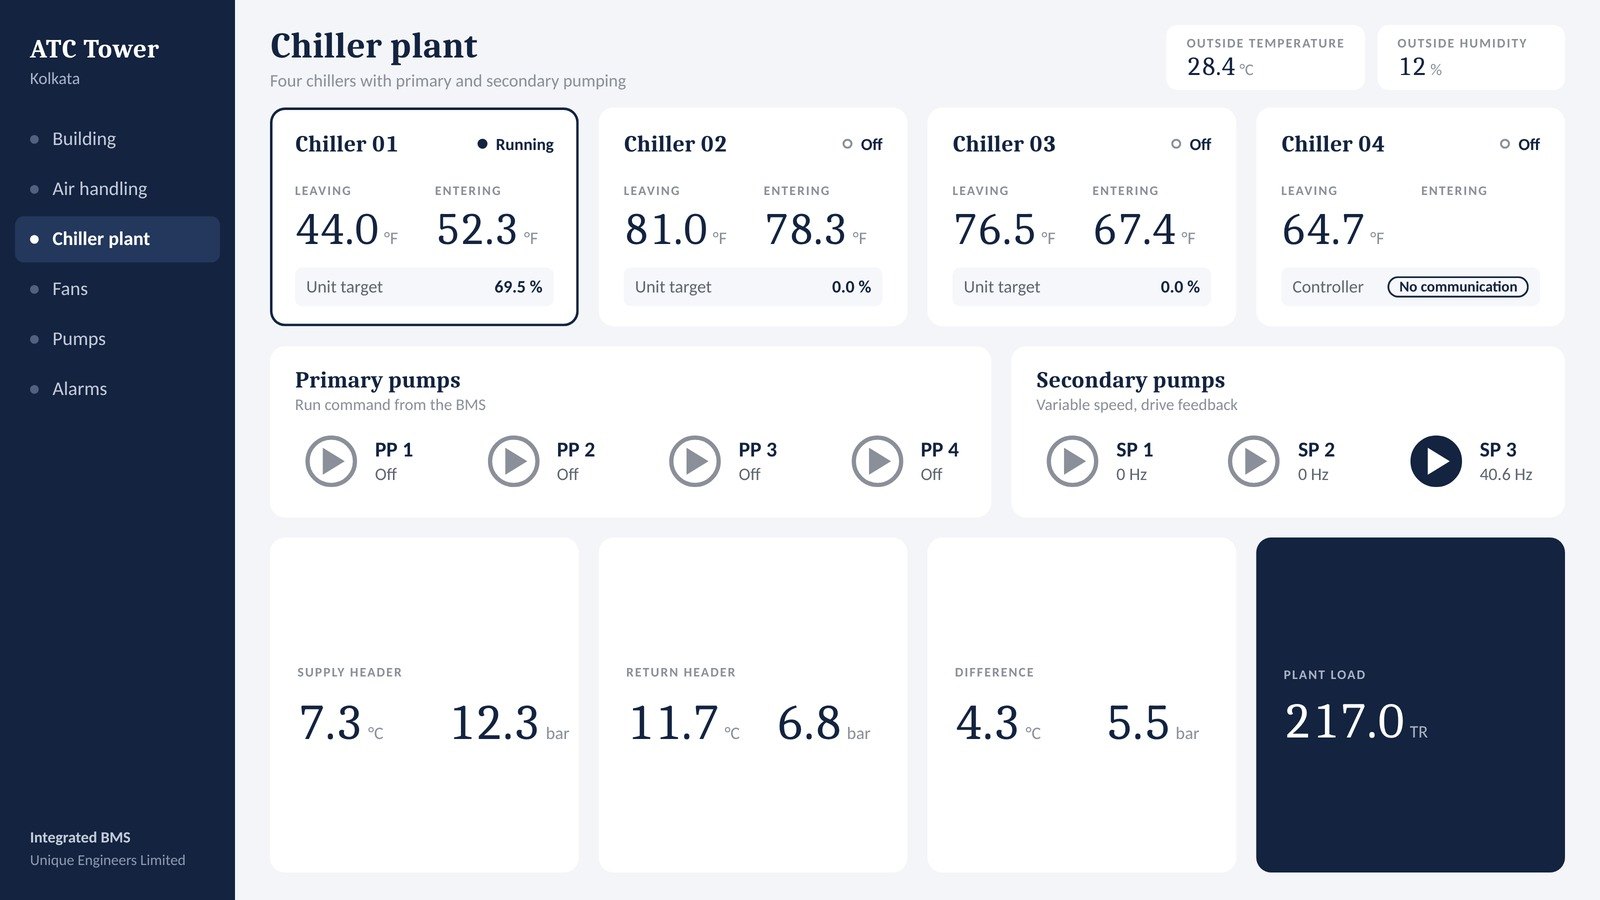 ATC Tower
Kolkata
Building
Air handling
Chiller plant
Fans
Pumps
Alarms
Integrated BMS
Unique Engineers Limited
Chiller plant
Four chillers with primary and secondary pumping
OUTSIDE TEMPERATURE
28.4 °C
OUTSIDE HUMIDITY
12 %
Chiller 01
Running
LEAVING ENTERING
44.0 °F 52.3 °F
Unit target 69.5 %
Chiller 02
Off
LEAVING ENTERING
81.0 °F 78.3 °F
Unit target 0.0 %
Chiller 03
Off
LEAVING ENTERING
76.5 °F 67.4 °F
Unit target 0.0 %
Chiller 04
Off
LEAVING ENTERING
64.7 °F
Controller No communication
Primary pumps
Run command from the BMS
PP 1
Off
PP 2
Off
PP 3
Off
PP 4
Off
Secondary pumps
Variable speed, drive feedback
SP 1
0 Hz
SP 2
0 Hz
SP 3
40.6 Hz
SUPPLY HEADER
7.3 °C 12.3 bar
RETURN HEADER
11.7 °C 6.8 bar
DIFFERENCE
4.3 °C 5.5 bar
PLANT LOAD
217.0 TR